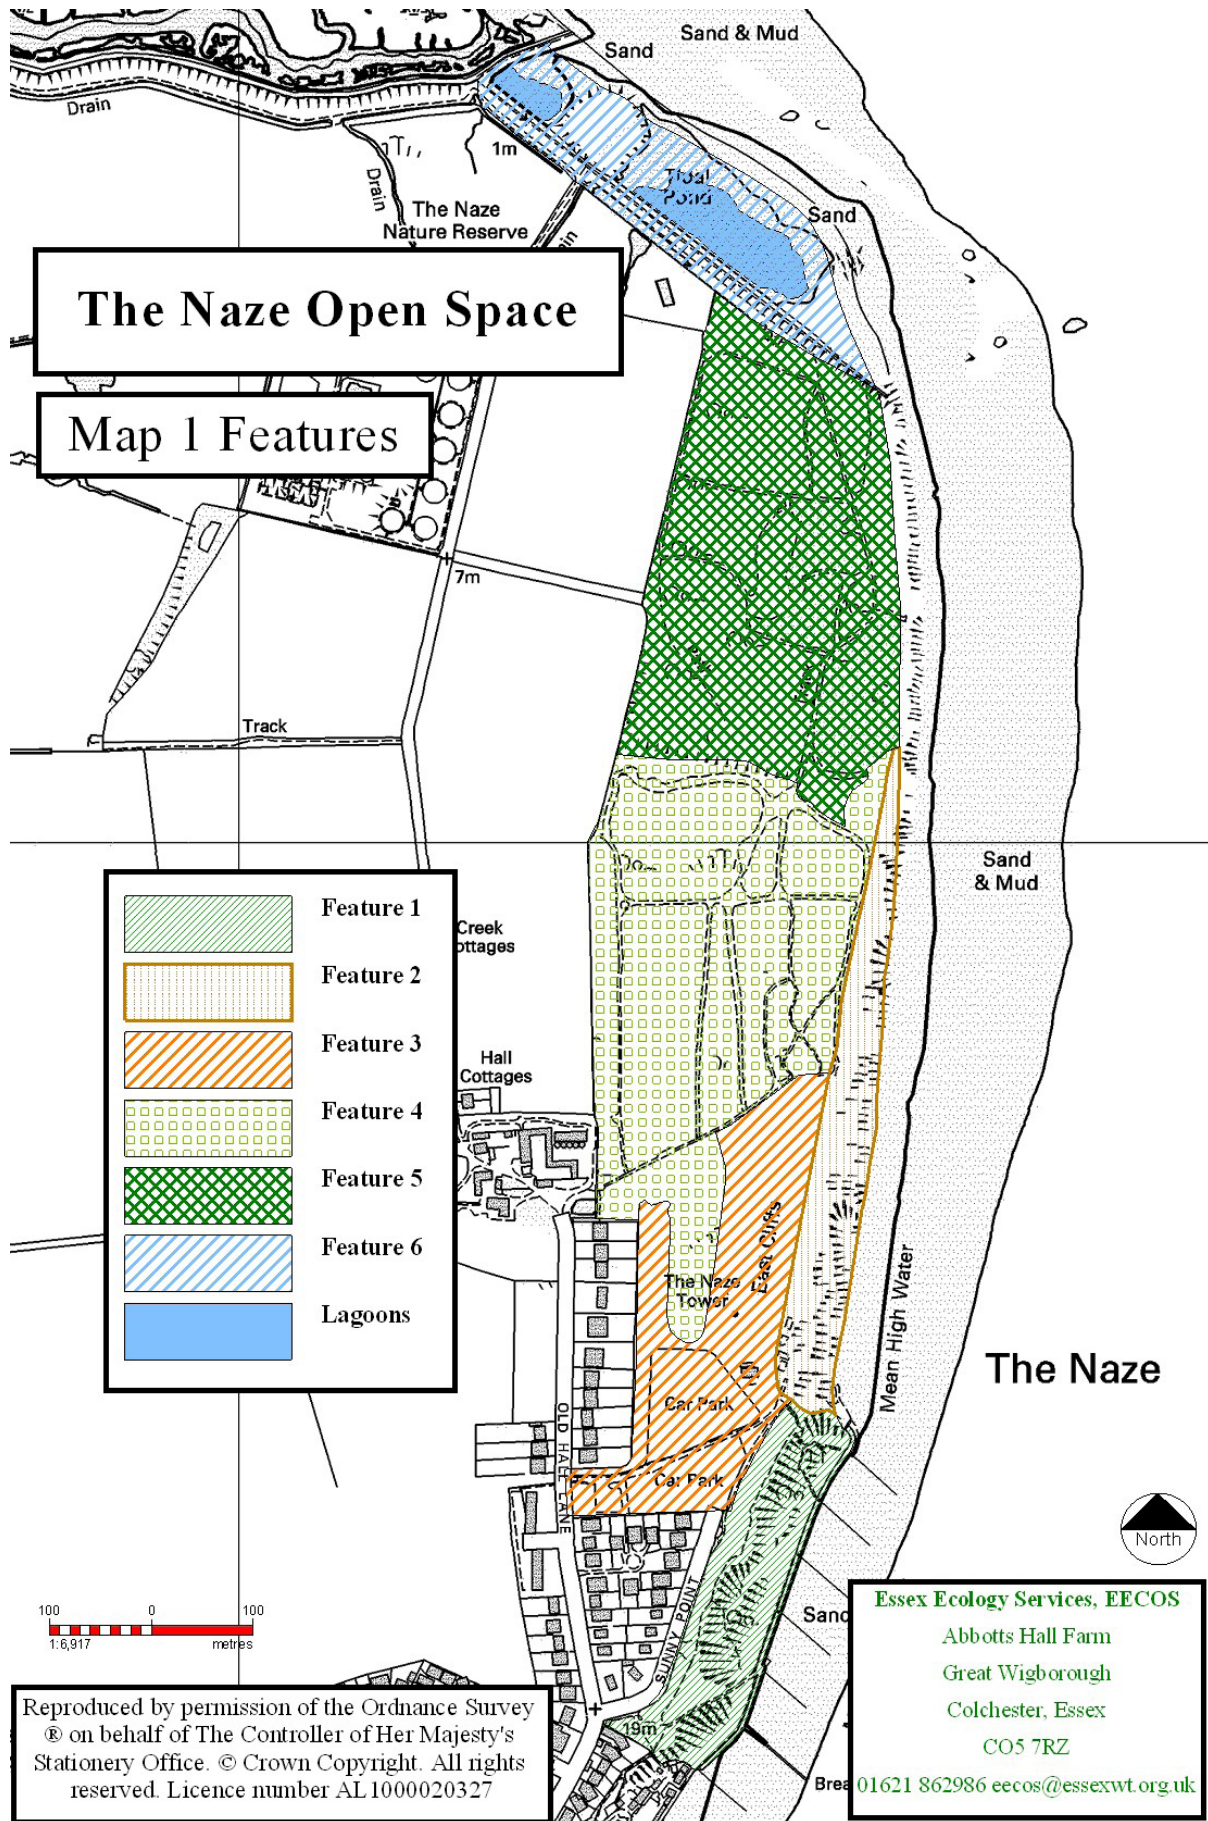 Sand & Mud
Sand
Drain
1m
Drain
Tidal
Pond
The Naze
Nature Reserve
Sand
The Naze Open Space
Map 1 Features
7m
Track
Sand
& Mud
Feature 1
Feature 2
Feature 3
Feature 4
Feature 5
Feature 6
Lagoons
Creek
ottages
Hall
Cottages
East Cliffs
The Naze
Tower
Mean High Water
The Naze
Car Park
Car Park
OLD HALL LANE
SUNNY POINT
North
100 0 100
1:6,917 metres
Sand
19m
Brea
Reproduced by permission of the Ordnance Survey
® on behalf of The Controller of Her Majesty's
Stationery Office. © Crown Copyright. All rights
reserved. Licence number AL1000020327
Essex Ecology Services, EECOS
Abbotts Hall Farm
Great Wigborough
Colchester, Essex
CO5 7RZ
01621 862986 eecos@essexwt.org.uk